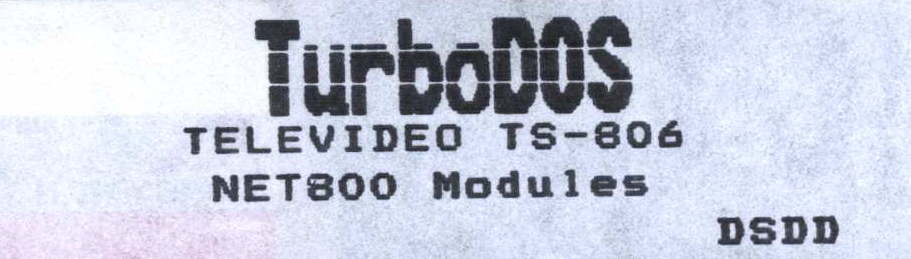 TurboDOS
TELEVIDEO TS-806
NET800 Modules
DSDD